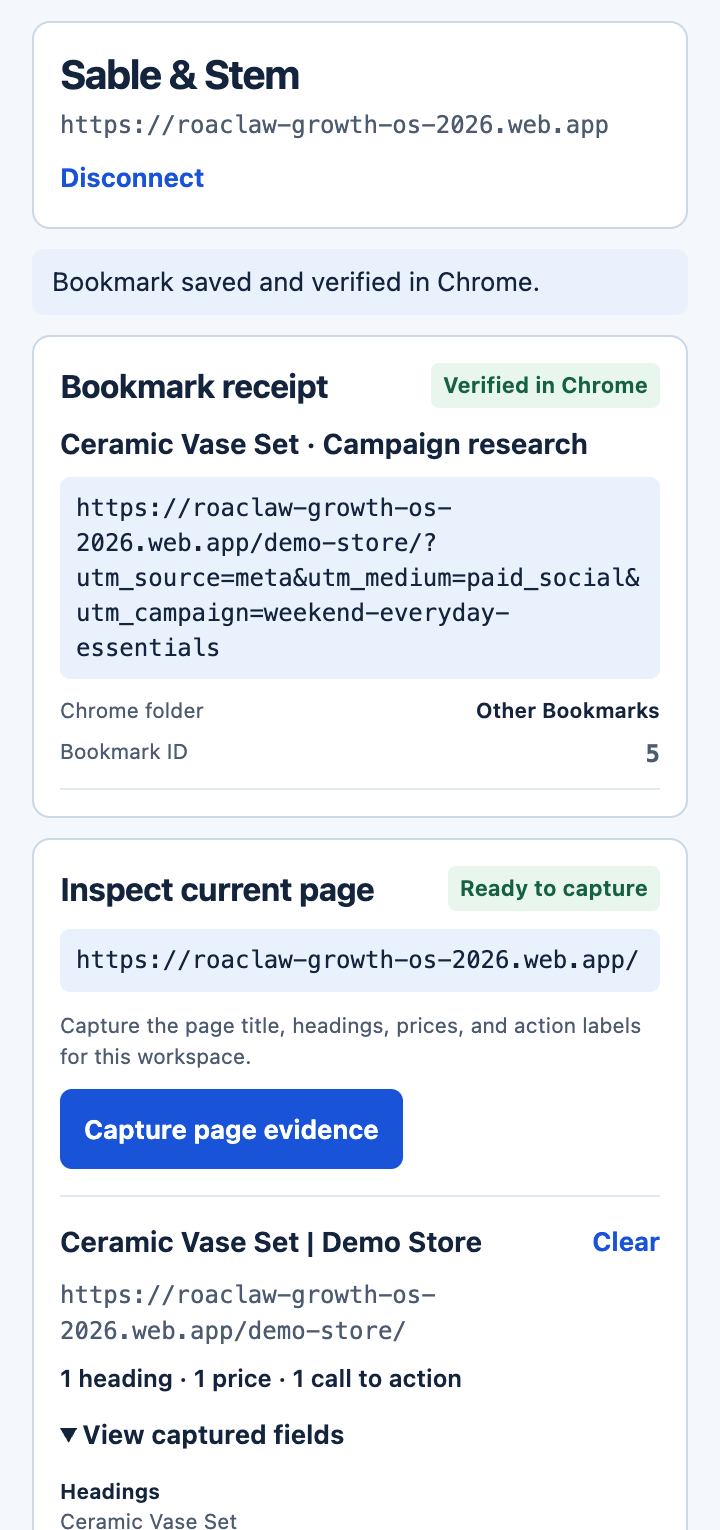 Sable & Stem
https://roaclaw-growth-os-2026.web.app
Disconnect
Bookmark saved and verified in Chrome.
Bookmark receipt
Verified in Chrome
Ceramic Vase Set · Campaign research
https://roaclaw-growth-os-
2026.web.app/demo-store/?
utm_source=meta&utm_medium=paid_social&
utm_campaign=weekend-everyday-
essentials
Chrome folder
Other Bookmarks
Bookmark ID
5
Inspect current page
Ready to capture
https://roaclaw-growth-os-2026.web.app/
Capture the page title, headings, prices, and action labels
for this workspace.
Capture page evidence
Ceramic Vase Set | Demo Store
Clear
https://roaclaw-growth-os-
2026.web.app/demo-store/
1 heading · 1 price · 1 call to action
▼ View captured fields
Headings
Ceramic Vase Set